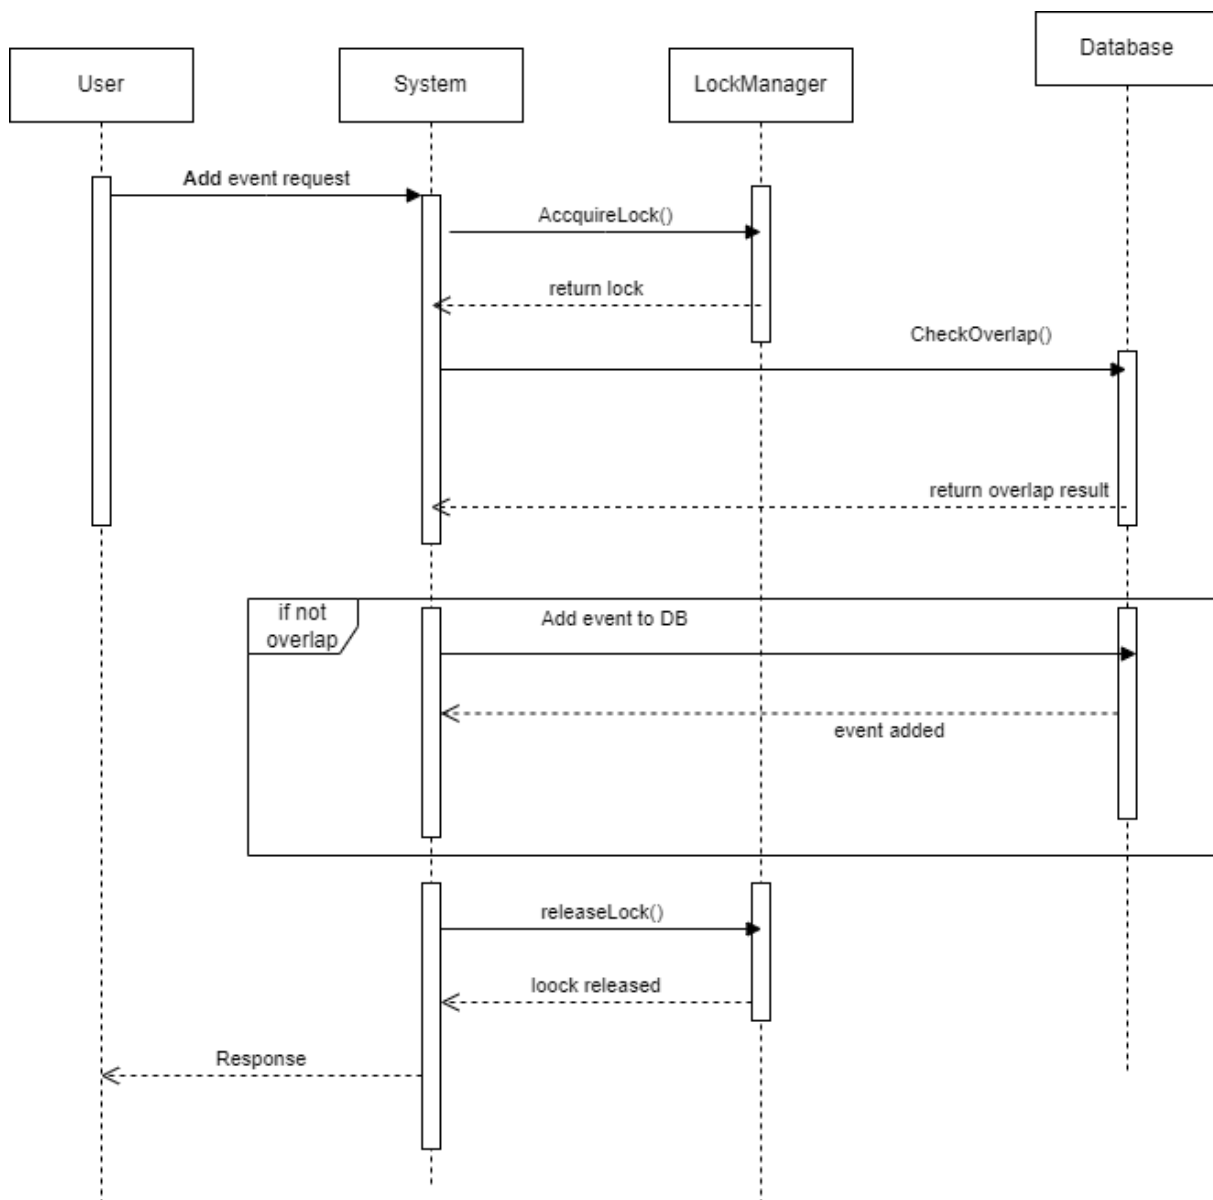 Database
User
System
LockManager
Add event request
AccquireLock()
return lock
CheckOverlap()
return overlap result
if not
overlap
Add event to DB
event added
releaseLock()
loock released
Response